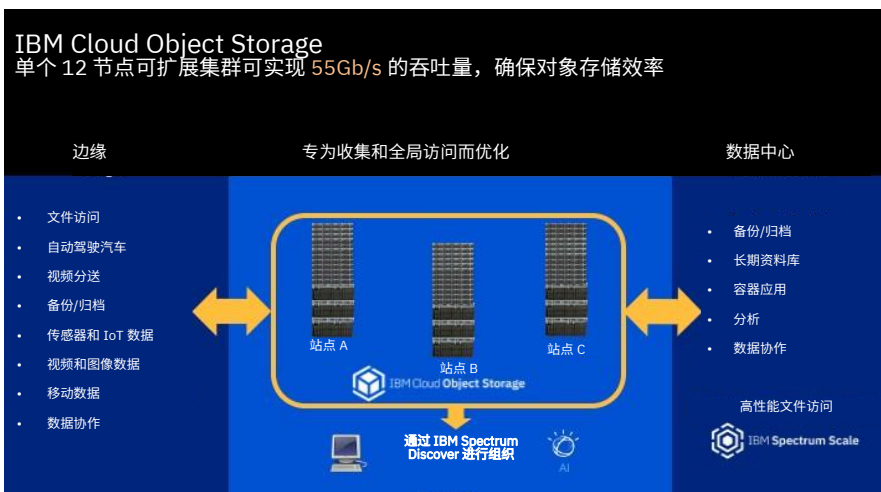 IBM Cloud Object Storage
单个 12 节点可扩展集群可实现 55Gb/s 的吞吐量，确保对象存储效率
边缘
专为收集和全局访问而优化
数据中心
• 文件访问
• 自动驾驶汽车
• 视频分送
• 备份/归档
• 传感器和 IoT 数据
• 视频和图像数据
• 移动数据
• 数据协作
站点 A
站点 B
站点 C
IBM Cloud Object Storage
通过 IBM Spectrum
Discover 进行组织
AI
• 备份/归档
• 长期资料库
• 容器应用
• 分析
• 数据协作
高性能文件访问
IBM Spectrum Scale